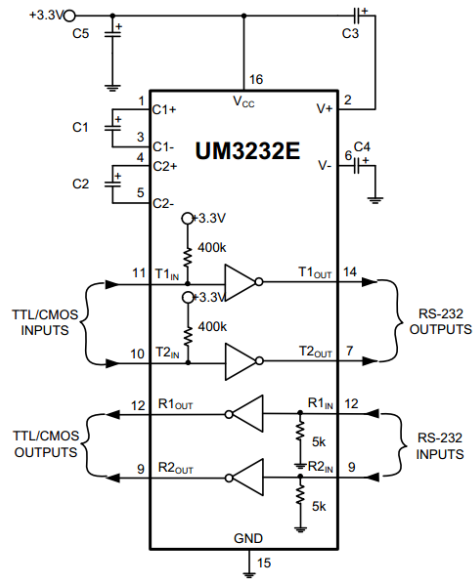 +3.3V
C5
+
C3
+
16
VCC
1
C1+
V+
2
C1
+
3
C1-
UM3232E
4
C2+
V-
6
C4
+
C2
+
5
C2-
+3.3V
400k
11
T1IN
T1OUT
14
+3.3V
TTL/CMOS
INPUTS
RS-232
OUTPUTS
400k
10
T2IN
T2OUT
7
12
R1OUT
R1IN
12
TTL/CMOS
OUTPUTS
5k
RS-232
INPUTS
9
R2OUT
R2IN
9
5k
GND
15